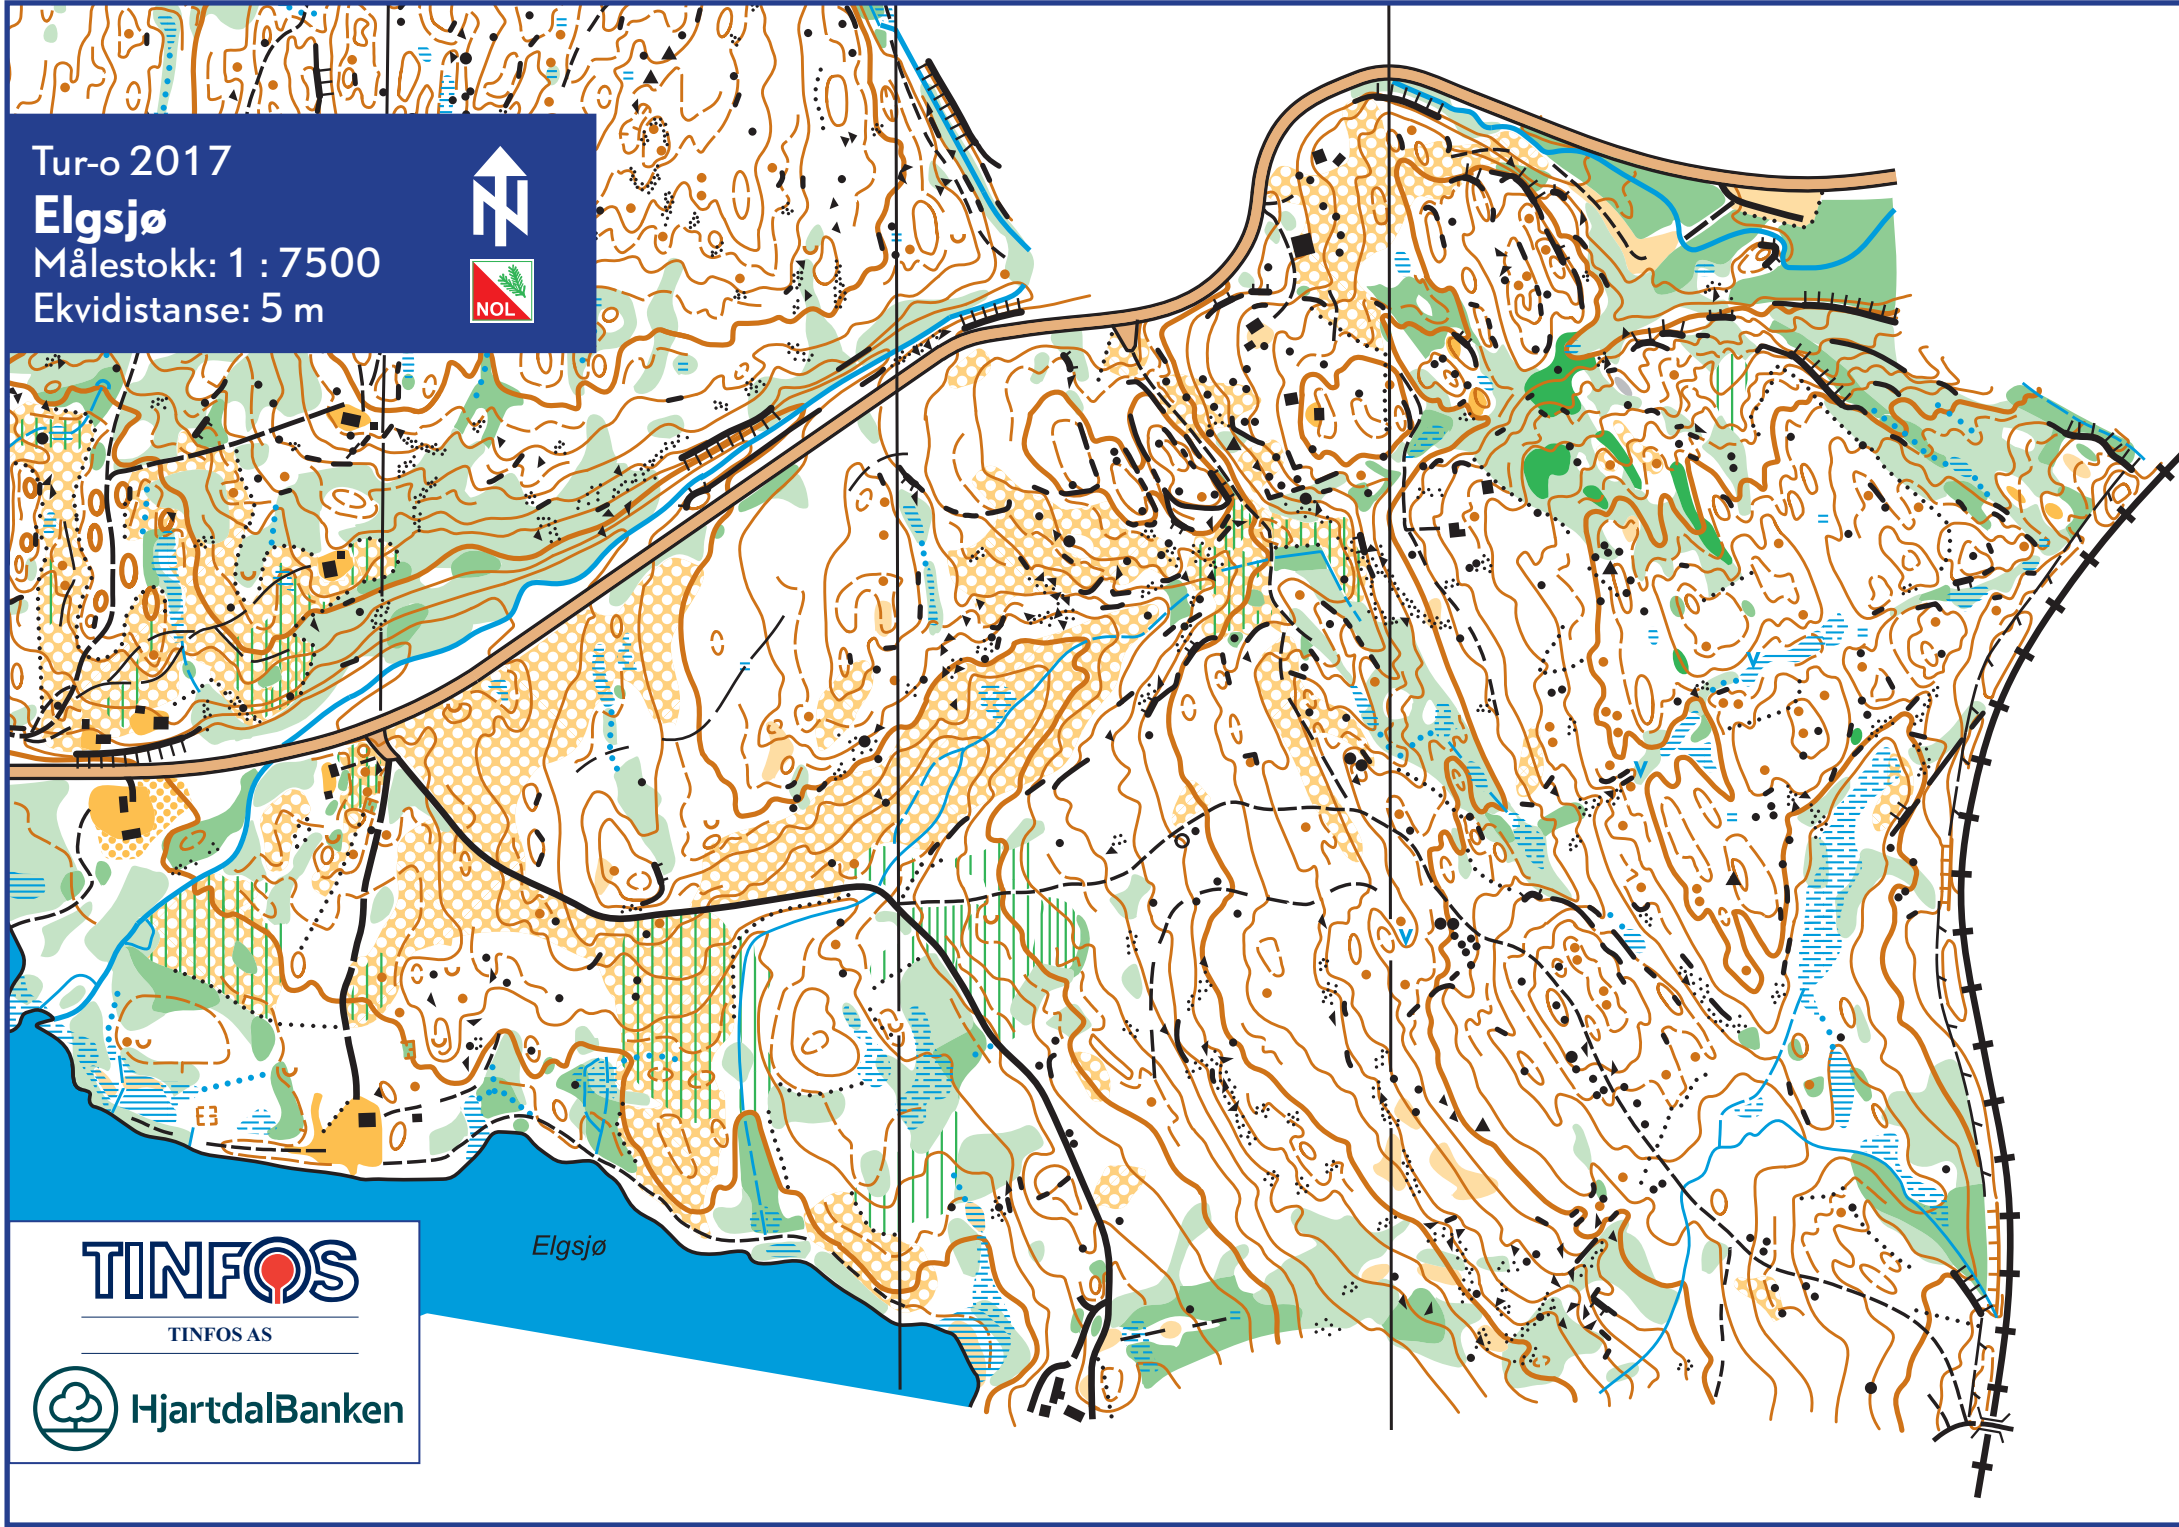 Tur-o 2017
Elgsjø
Målestokk: 1 : 7500
Ekvidistanse: 5 m
N
NOL
Elgsjø
TINFOS
TINFOS AS
HjartdalBanken